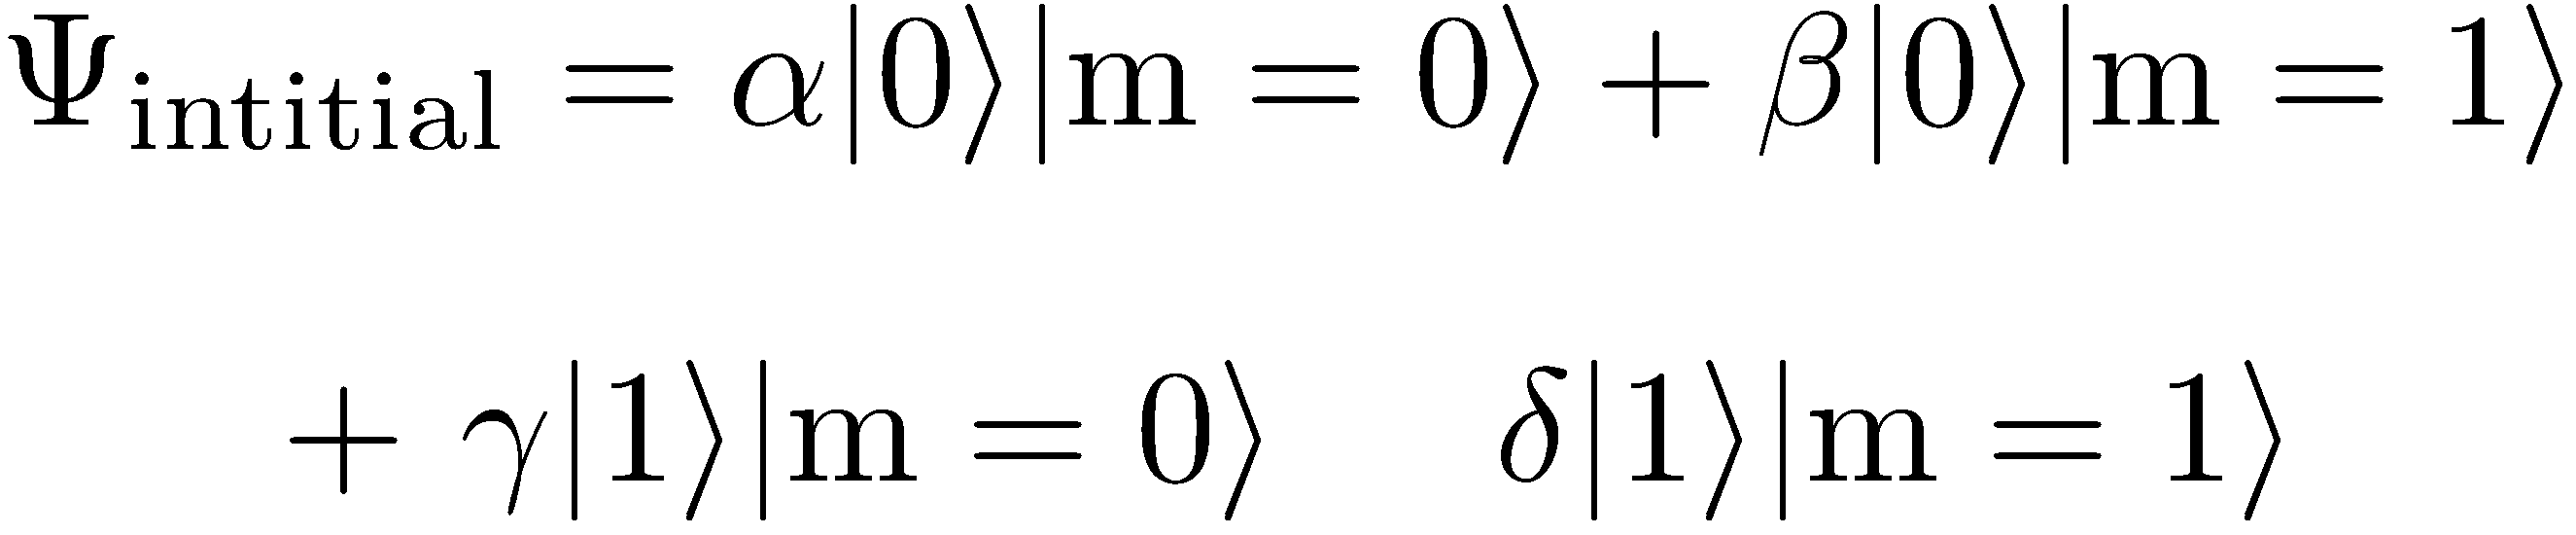 Ψ_intitial = α|0⟩|m = 0⟩ + β|0⟩|m = 1⟩
+ γ|1⟩|m = 0⟩ δ|1⟩|m = 1⟩